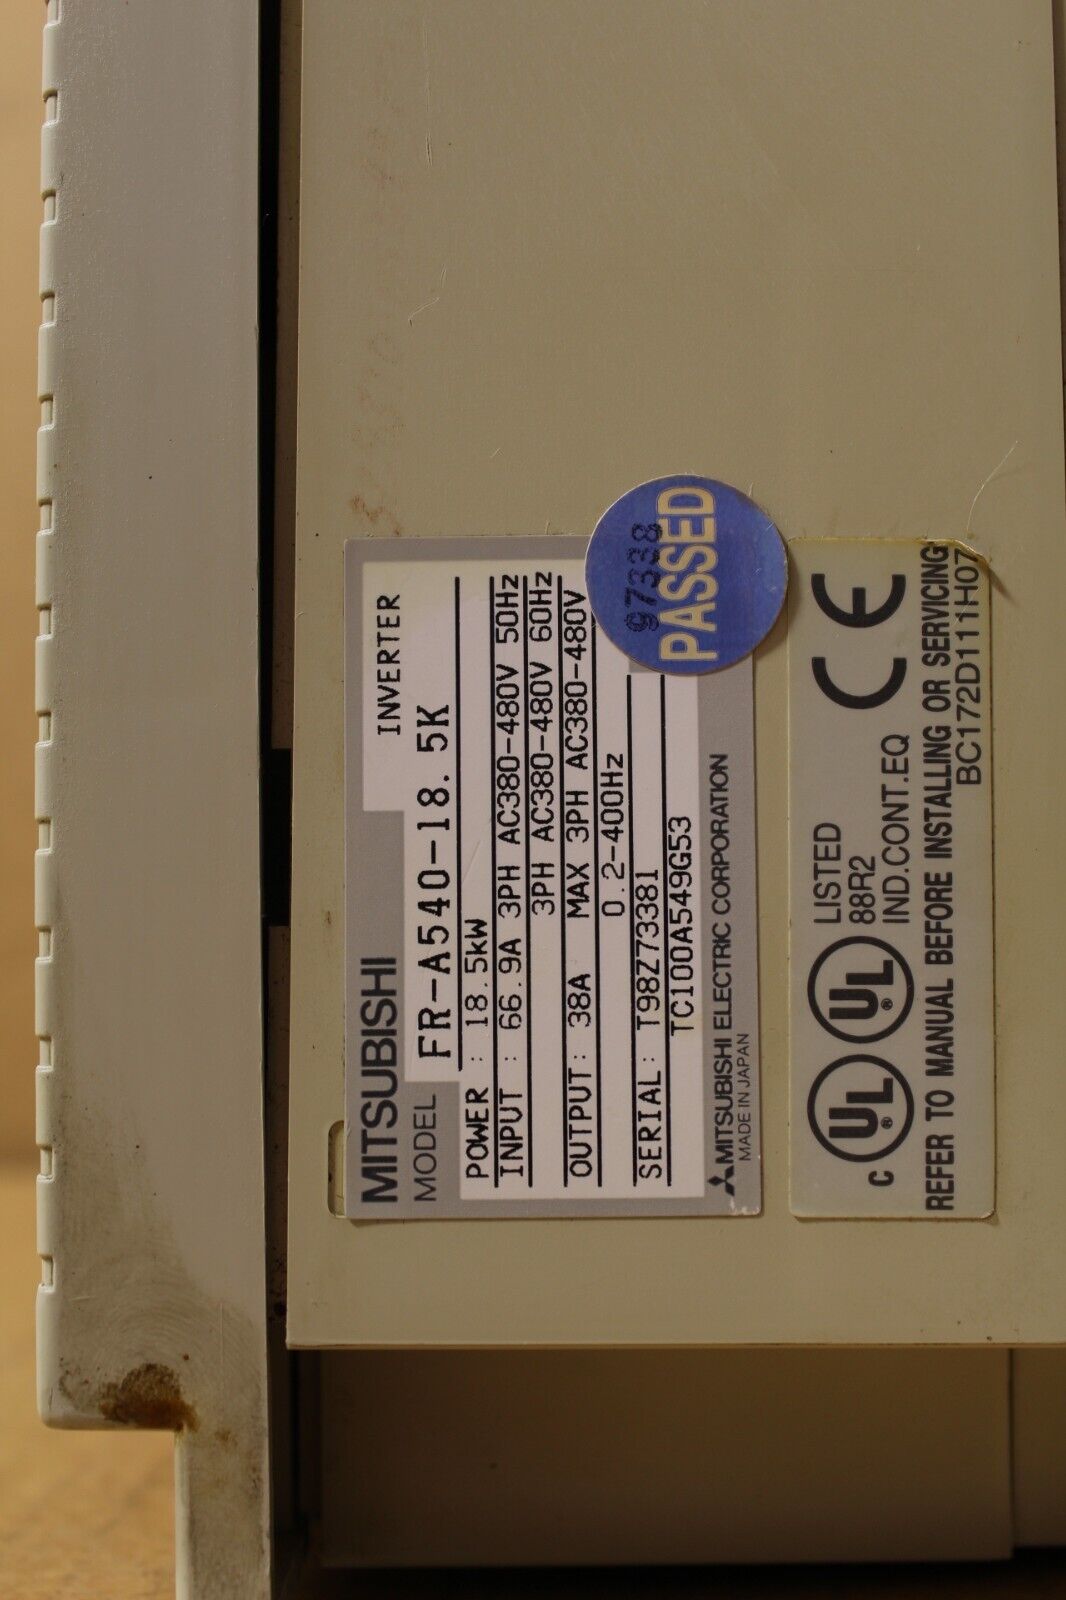 MITSUBISHI
INVERTER
MODEL FR-A540-18.5K
POWER : 18.5kW
INPUT : 66.9A 3PH AC380-480V 50Hz
3PH AC380-480V 60Hz
OUTPUT: 38A MAX 3PH AC380-480V
0.2-400Hz
SERIAL: T98Z73381
TC100A549G53
MITSUBISHI ELECTRIC CORPORATION
MADE IN JAPAN
97338
PASSED
C UL ® UL ® LISTED
88R2
IND.CONT.EQ
CE
REFER TO MANUAL BEFORE INSTALLING OR SERVICING
BC172D111H07